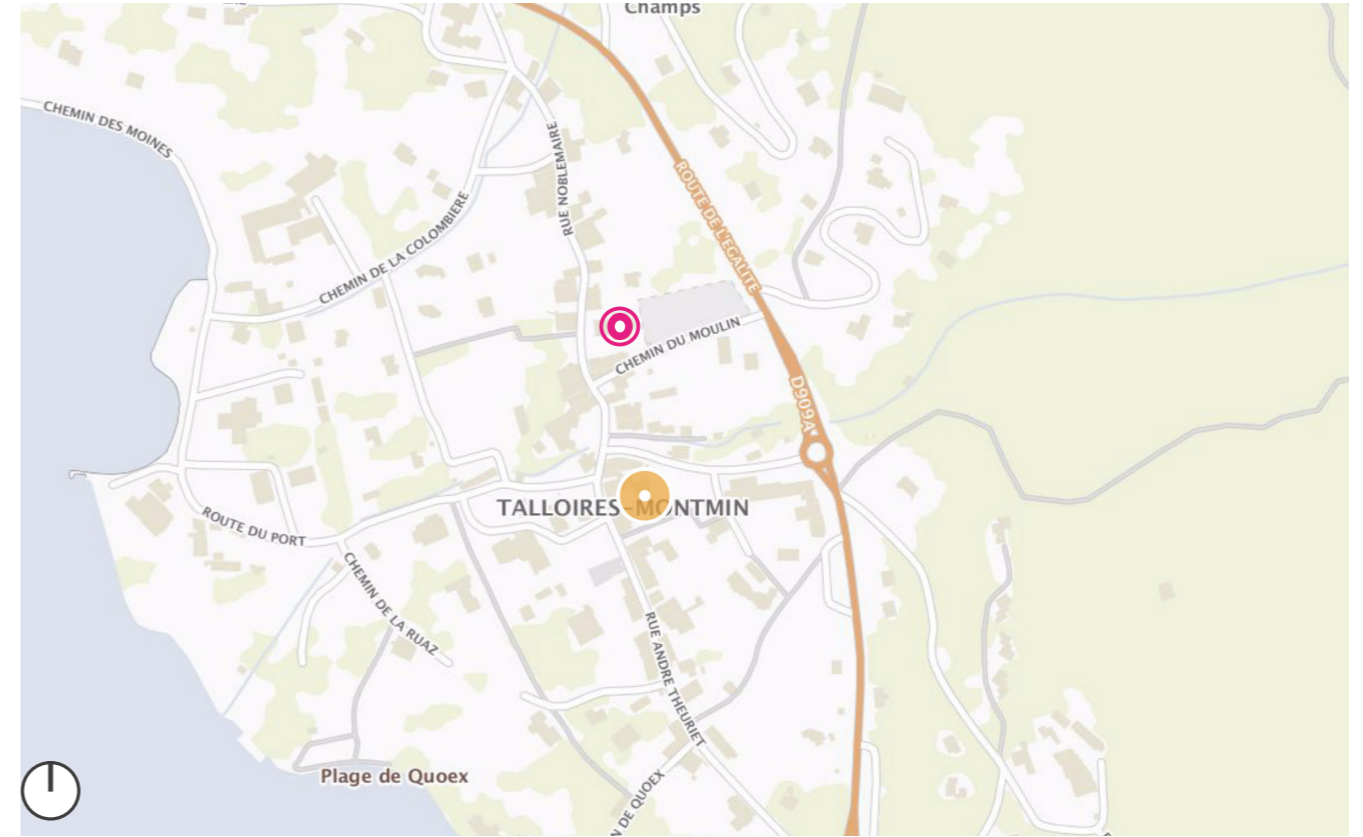 Champs
CHEMIN DES MOINES
RUE NOBLEMAIRE
ROUTE DE L'EGALITE
CHEMIN DE LA COLOMBIERE
CHEMIN DU MOULIN
D909A
TALLOIRES-MONTMIN
ROUTE DU PORT
CHEMIN DE LA RUAZ
RUE ANDRE THEURIET
Plage de Quoex
N DE QUOEX